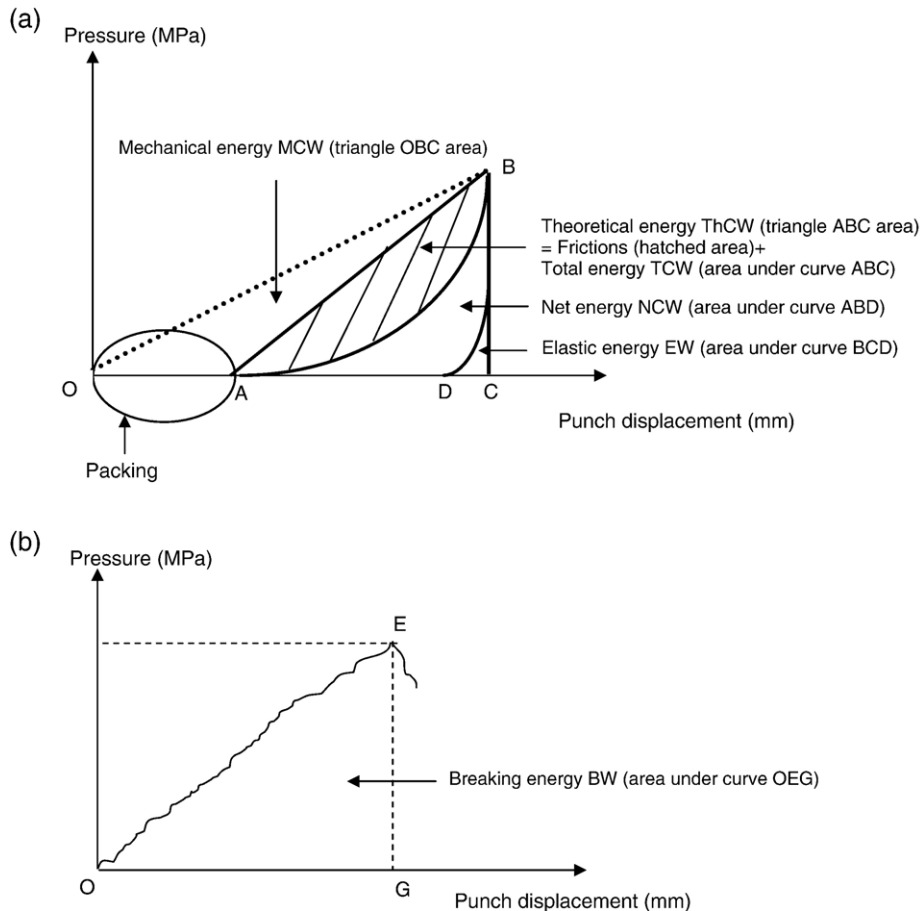 (a)
Pressure (MPa)
Mechanical energy MCW (triangle OBC area)
B
Theoretical energy ThCW (triangle ABC area)
= Frictions (hatched area)+
Total energy TCW (area under curve ABC)
Net energy NCW (area under curve ABD)
Elastic energy EW (area under curve BCD)
O
A
D
C
Punch displacement (mm)
Packing
(b)
Pressure (MPa)
E
Breaking energy BW (area under curve OEG)
O
G
Punch displacement (mm)